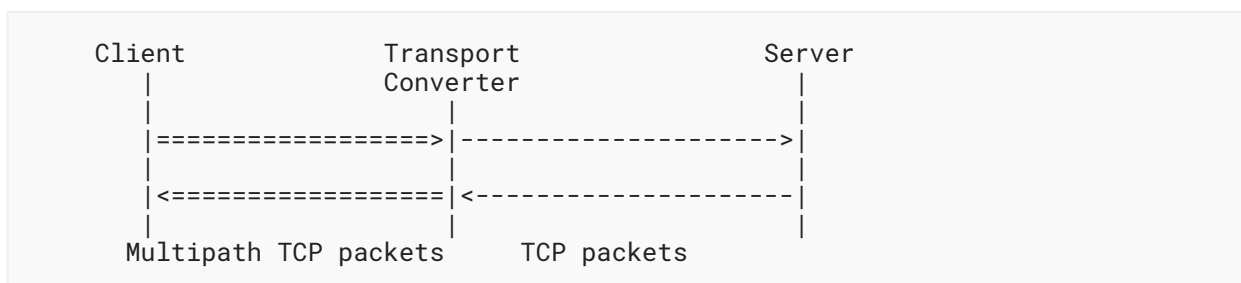 Client                Transport                Server
   |                  Converter                   |
   |                      |                       |
   |==================>|-------------------->|
   |                      |                       |
   |<==================|<--------------------|
   |                      |                       |
  Multipath TCP packets     TCP packets